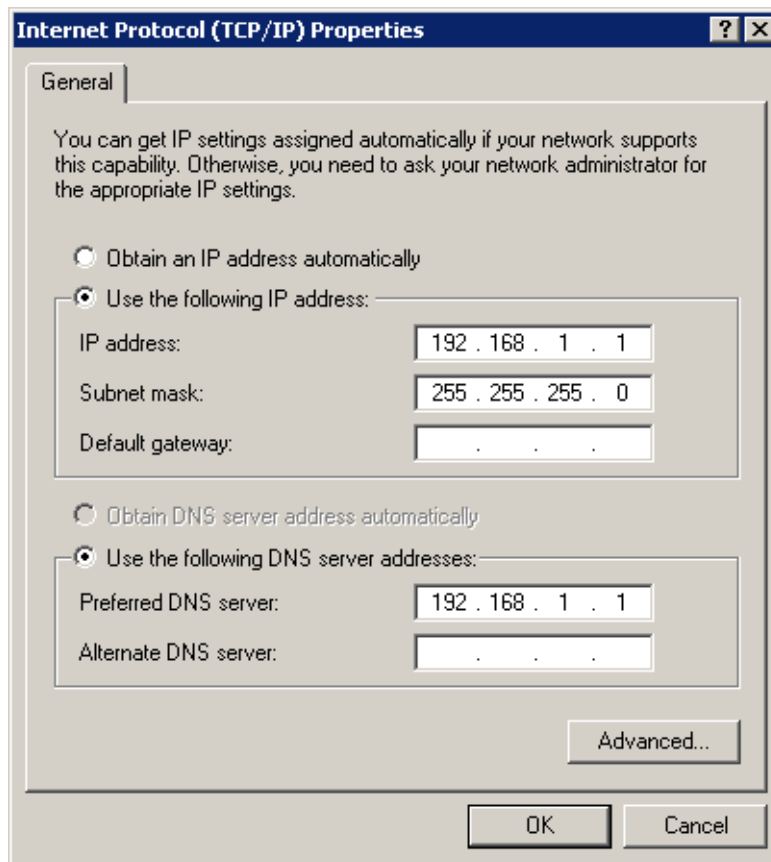 Internet Protocol (TCP/IP) Properties
General
You can get IP settings assigned automatically if your network supports
this capability. Otherwise, you need to ask your network administrator for
the appropriate IP settings.
Obtain an IP address automatically
Use the following IP address:
IP address: 192 . 168 . 1 . 1
Subnet mask: 255 . 255 . 255 . 0
Default gateway: . . .
Obtain DNS server address automatically
Use the following DNS server addresses:
Preferred DNS server: 192 . 168 . 1 . 1
Alternate DNS server: . . .
Advanced...
OK Cancel